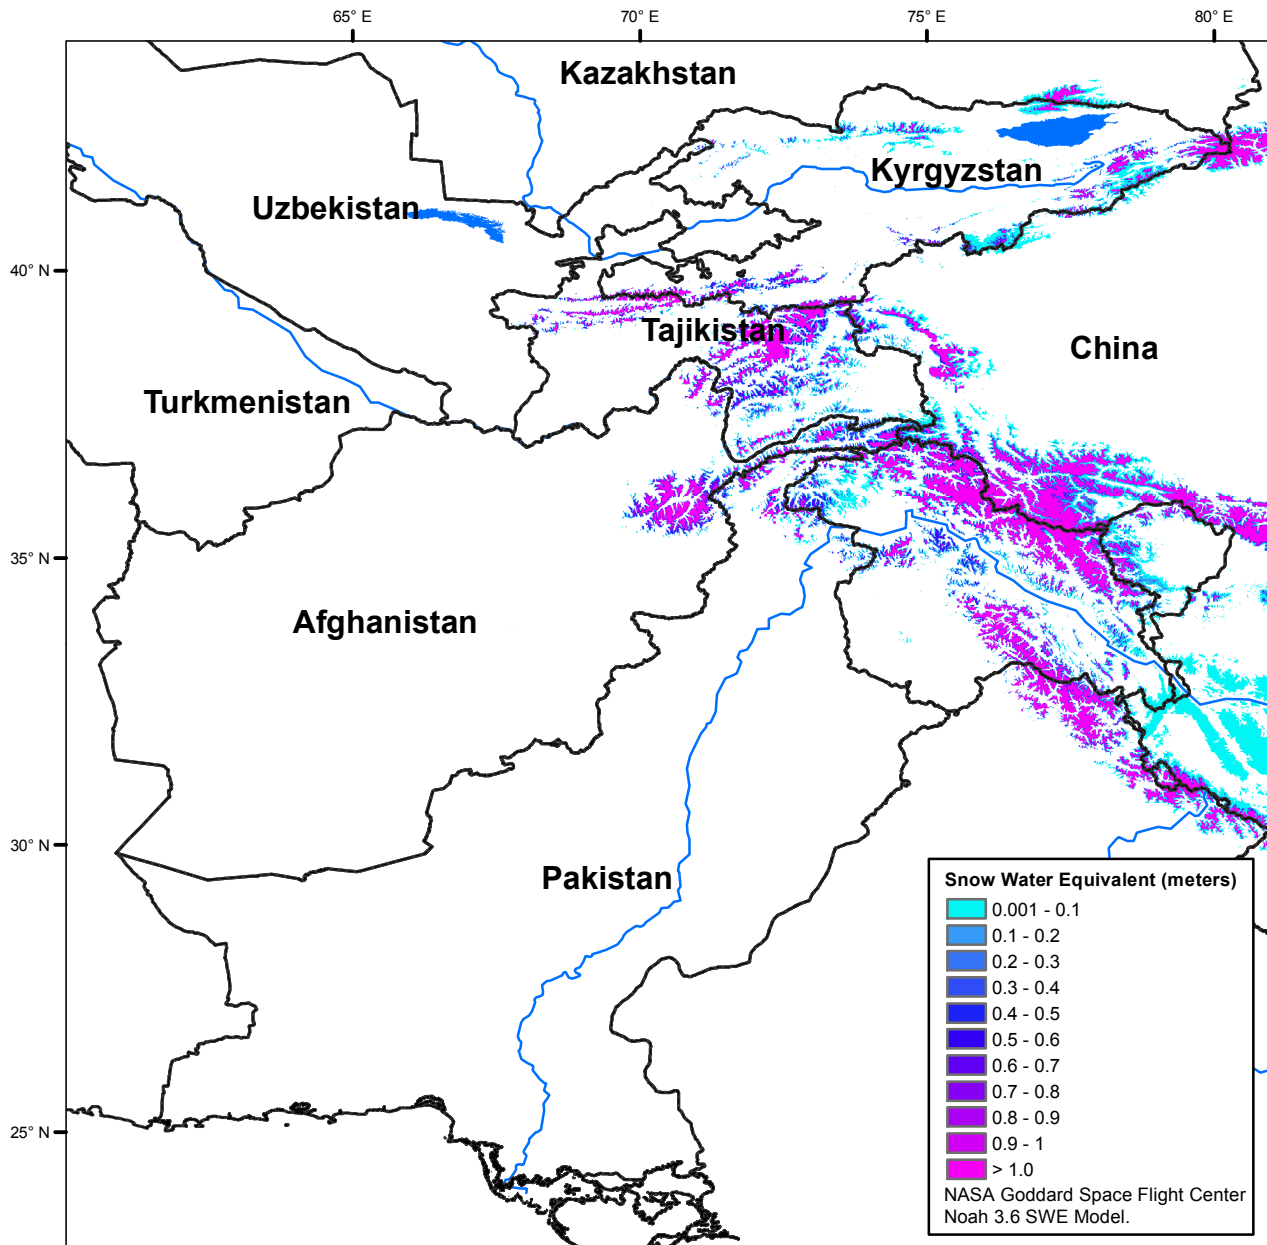 65° E
70° E
75° E
80° E
Kazakhstan
Kyrgyzstan
Uzbekistan
40° N
Tajikistan
China
Turkmenistan
35° N
Afghanistan
30° N
Pakistan
25° N
Snow Water Equivalent (meters)
0.001 - 0.1
0.1 - 0.2
0.2 - 0.3
0.3 - 0.4
0.4 - 0.5
0.5 - 0.6
0.6 - 0.7
0.7 - 0.8
0.8 - 0.9
0.9 - 1
> 1.0
NASA Goddard Space Flight Center
Noah 3.6 SWE Model.